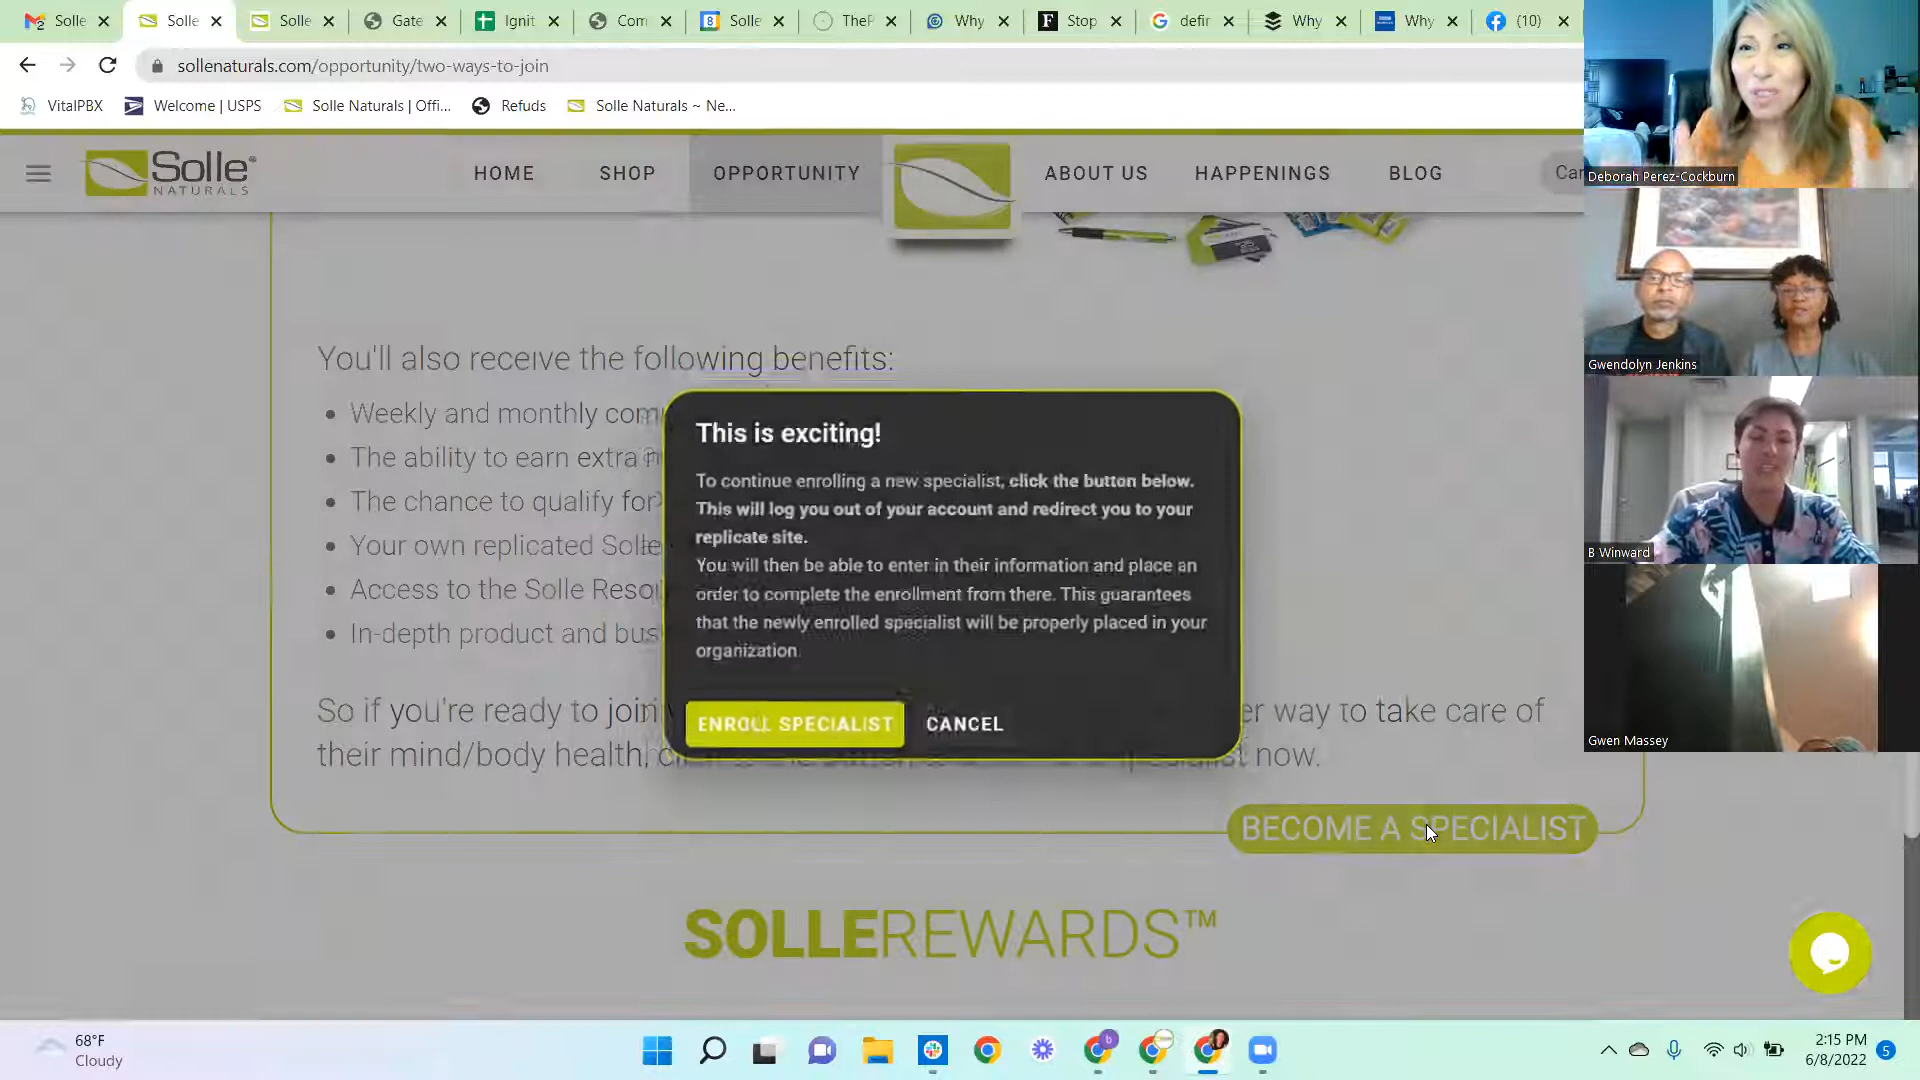 Solle
Solle
Solle
Gate
Ignit
Com
8
Solle
TheF
Why
Stop
defir
Why
Why
(10)
sollenaturals.com/opportunity/two-ways-to-join
VitalPBX
Welcome | USPS
Solle Naturals | Offi...
Refuds
Solle Naturals ~ Ne...
Solle®
NATURALS
HOME
SHOP
OPPORTUNITY
ABOUT US
HAPPENINGS
BLOG
Deborah Perez-Cockburn
Gwendolyn Jenkins
B Winward
Gwen Massey
You'll also receive the following benefits:
• Weekly and monthly
• The ability to earn extra
• The chance to qualify for
• Your own replicated
• Access to the Solle
• In-depth product and
So if you're ready to join way to take care of
their mind/body health, now.
This is exciting!
To continue enrolling a new specialist, click the button below.
This will log you out of your account and redirect you to your
replicate site.
You will then be able to enter in their information and place an
order to complete the enrollment from there. This guarantees
that the newly enrolled specialist will be properly placed in your
organization.
ENROLL SPECIALIST
CANCEL
BECOME A SPECIALIST
SOLLEREWARDS™
68°F
Cloudy
2:15 PM
6/8/2022
5